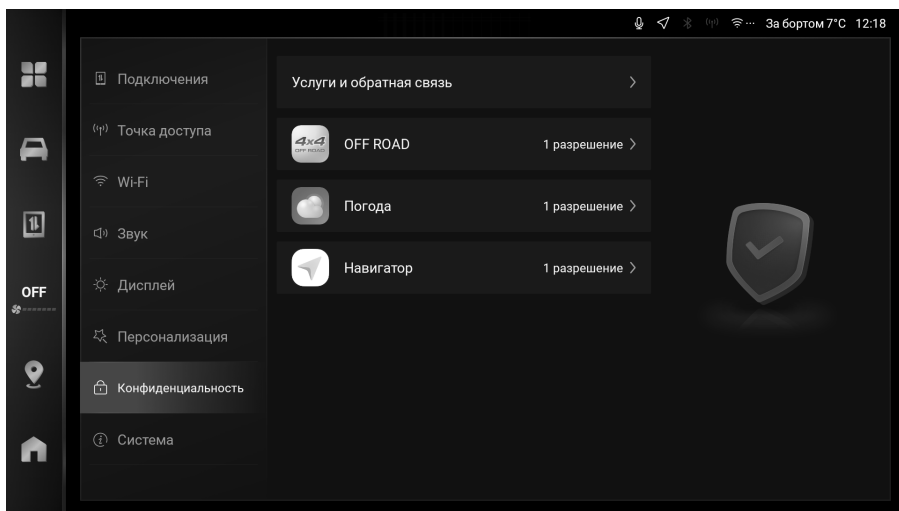 За бортом 7°C 12:18
Подключения
Точка доступа
Wi-Fi
Звук
Дисплей
Персонализация
Конфиденциальность
Система
OFF
Услуги и обратная связь
4x4
OFF ROAD
OFF ROAD 1 разрешение
Погода 1 разрешение
Навигатор 1 разрешение